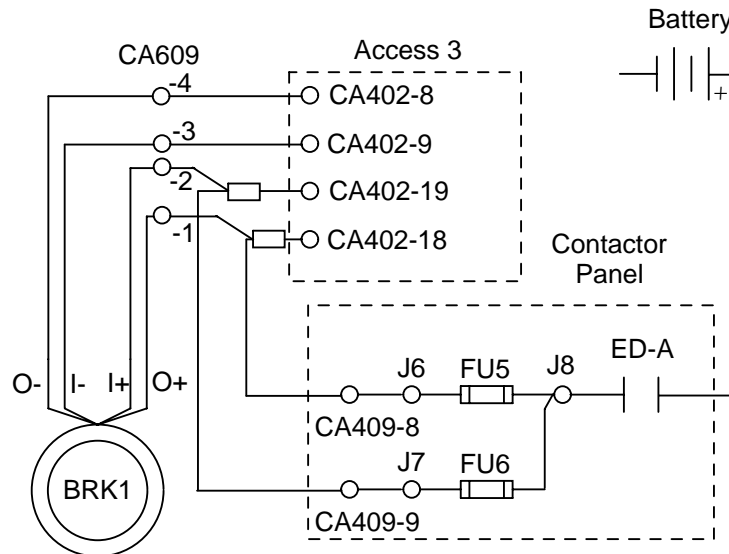 Battery
+
CA609
Access 3
-4
CA402-8
-3
CA402-9
-2
CA402-19
-1
CA402-18
Contactor
Panel
ED-A
O-
I-
I+
O+
J6
FU5
J8
CA409-8
J7
FU6
BRK1
CA409-9